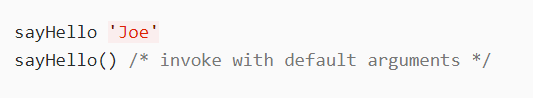 sayHello 'Joe'
sayHello() /* invoke with default arguments */